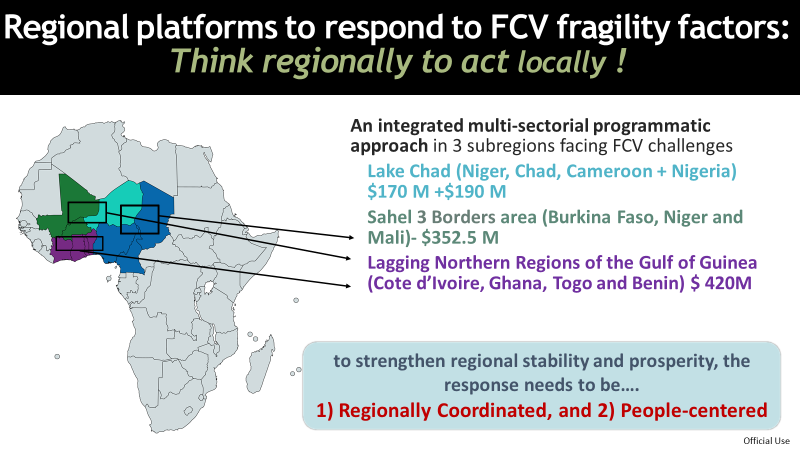 Regional platforms to respond to FCV fragility factors:
Think regionally to act locally !
An integrated multi-sectorial programmatic
approach in 3 subregions facing FCV challenges
Lake Chad (Niger, Chad, Cameroon + Nigeria)
$170 M +$190 M
Sahel 3 Borders area (Burkina Faso, Niger and
Mali)- $352.5 M
Lagging Northern Regions of the Gulf of Guinea
(Cote d’Ivoire, Ghana, Togo and Benin) $ 420M
to strengthen regional stability and prosperity, the
response needs to be….
1) Regionally Coordinated, and 2) People-centered
Official Use